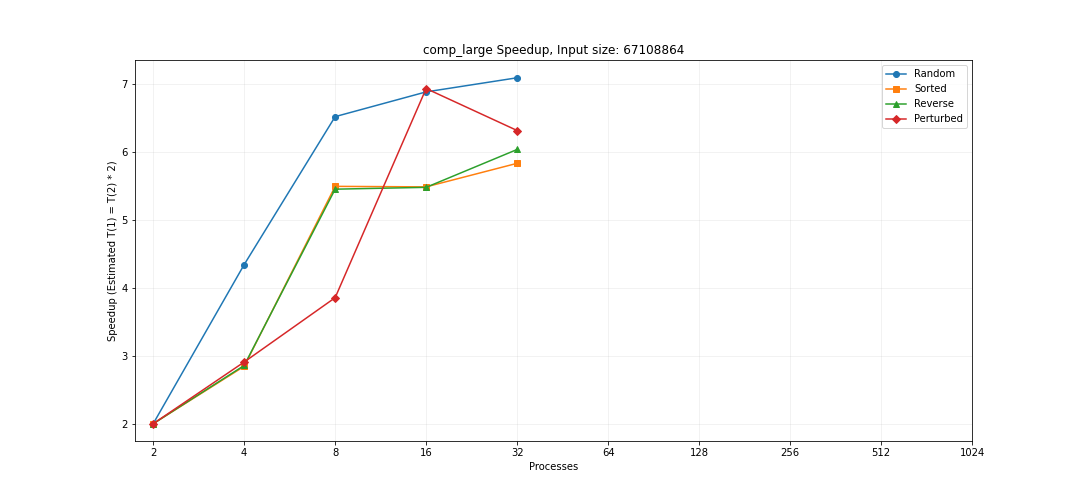 comp_large Speedup, Input size: 67108864
Speedup (Estimated T(1) = T(2) * 2)
7
6
5
4
3
2
Random
Sorted
Reverse
Perturbed
2 4 8 16 32 64 128 256 512 1024
Processes